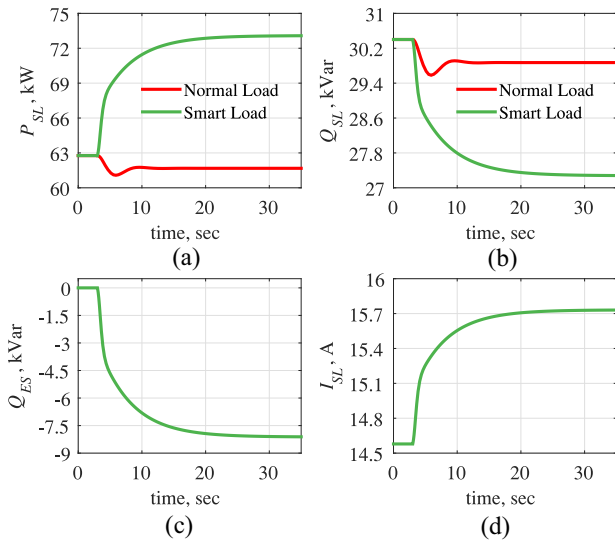 75
72
69
66
63
60
P_SL, kW
Normal Load
Smart Load
0 10 20 30
time, sec
(a)
31
30.2
29.4
28.6
27.8
27
Q_SL, kVar
Normal Load
Smart Load
0 10 20 30
time, sec
(b)
0
-1.5
-3
-4.5
-6
-7.5
-9
Q_ES, kVar
0 10 20 30
time, sec
(c)
16
15.7
15.4
15.1
14.8
14.5
I_SL, A
0 10 20 30
time, sec
(d)